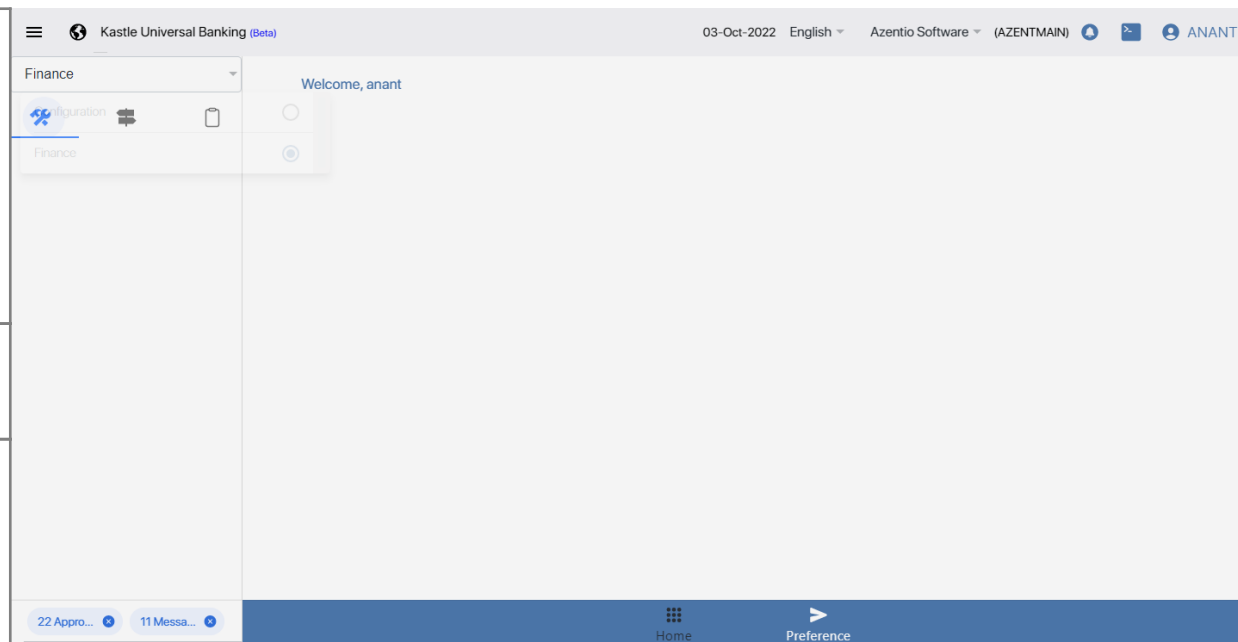 Kastle Universal Banking (Beta) 03-Oct-2022 English Azentio Software (AZENTMAIN) ANANT
Finance
Welcome, anant
Configuration
Finance
22 Appro... 11 Messa...
Home Preference